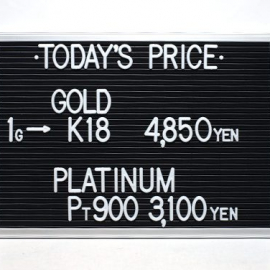 ·TODAY'S PRICE·
GOLD
1G→ K18 4,850YEN
PLATINUM
PT900 3,100YEN